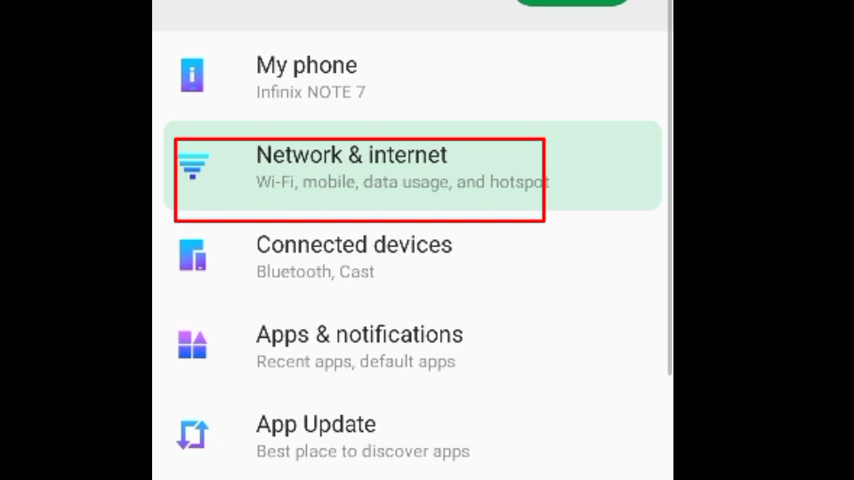 My phone
Infinix NOTE 7
Network & internet
Wi-Fi, mobile, data usage, and hotspot
Connected devices
Bluetooth, Cast
Apps & notifications
Recent apps, default apps
App Update
Best place to discover apps